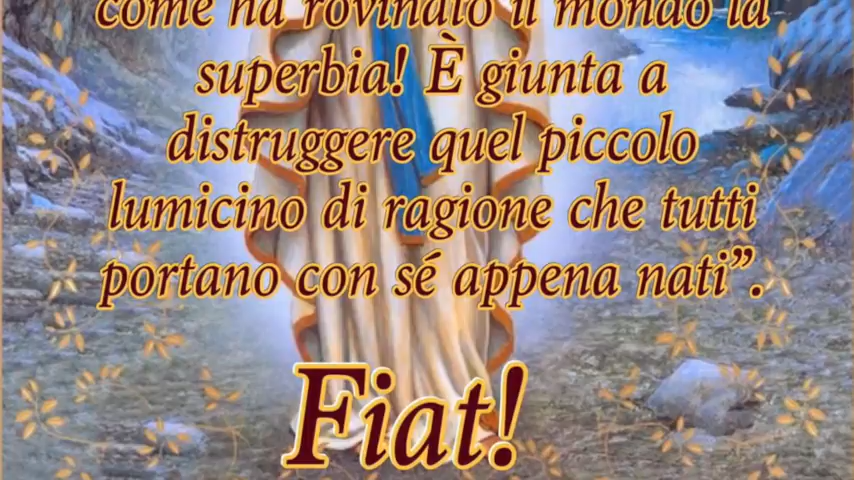 come ha rovinato il mondo la
superbia! È giunta a
distruggere quel piccolo
lumicino di ragione che tutti
portano con sé appena nati”.
Fiat!